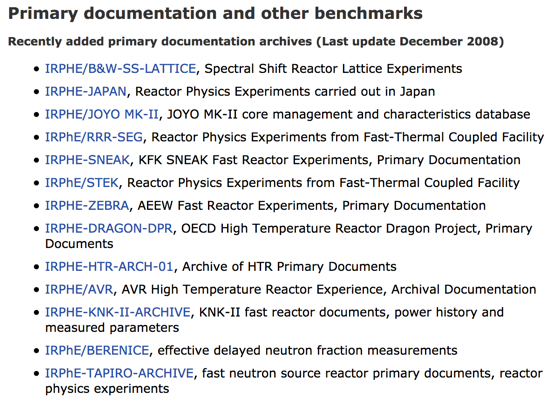 Primary documentation and other benchmarks
Recently added primary documentation archives (Last update December 2008)
• IRPHE/B&W-SS-LATTICE, Spectral Shift Reactor Lattice Experiments
• IRPHE-JAPAN, Reactor Physics Experiments carried out in Japan
• IRPHE/JOYO MK-II, JOYO MK-II core management and characteristics database
• IRPhE/RRR-SEG, Reactor Physics Experiments from Fast-Thermal Coupled Facility
• IRPHE-SNEAK, KFK SNEAK Fast Reactor Experiments, Primary Documentation
• IRPhE/STEK, Reactor Physics Experiments from Fast-Thermal Coupled Facility
• IRPHE-ZEBRA, AEEW Fast Reactor Experiments, Primary Documentation
• IRPHE-DRAGON-DPR, OECD High Temperature Reactor Dragon Project, Primary
Documents
• IRPHE-HTR-ARCH-01, Archive of HTR Primary Documents
• IRPHE/AVR, AVR High Temperature Reactor Experience, Archival Documentation
• IRPHE-KNK-II-ARCHIVE, KNK-II fast reactor documents, power history and
measured parameters
• IRPhE/BERENICE, effective delayed neutron fraction measurements
• IRPhE-TAPIRO-ARCHIVE, fast neutron source reactor primary documents, reactor
physics experiments